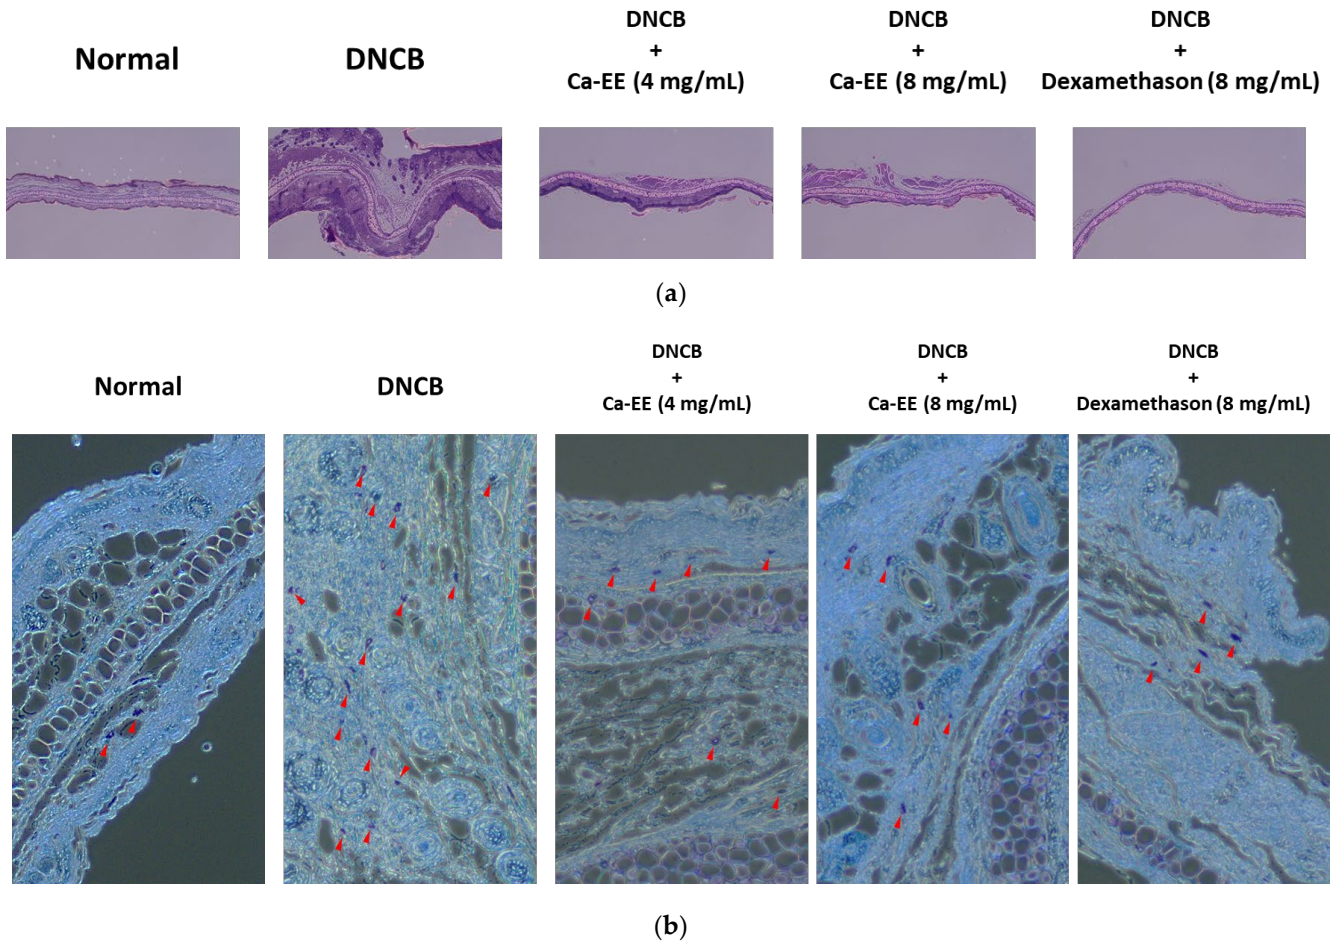 Normal
DNCB
DNCB
+
Ca-EE (4 mg/mL)
DNCB
+
Ca-EE (8 mg/mL)
DNCB
+
Dexamethason (8 mg/mL)
(a)
Normal
DNCB
DNCB
+
Ca-EE (4 mg/mL)
DNCB
+
Ca-EE (8 mg/mL)
DNCB
+
Dexamethason (8 mg/mL)
(b)